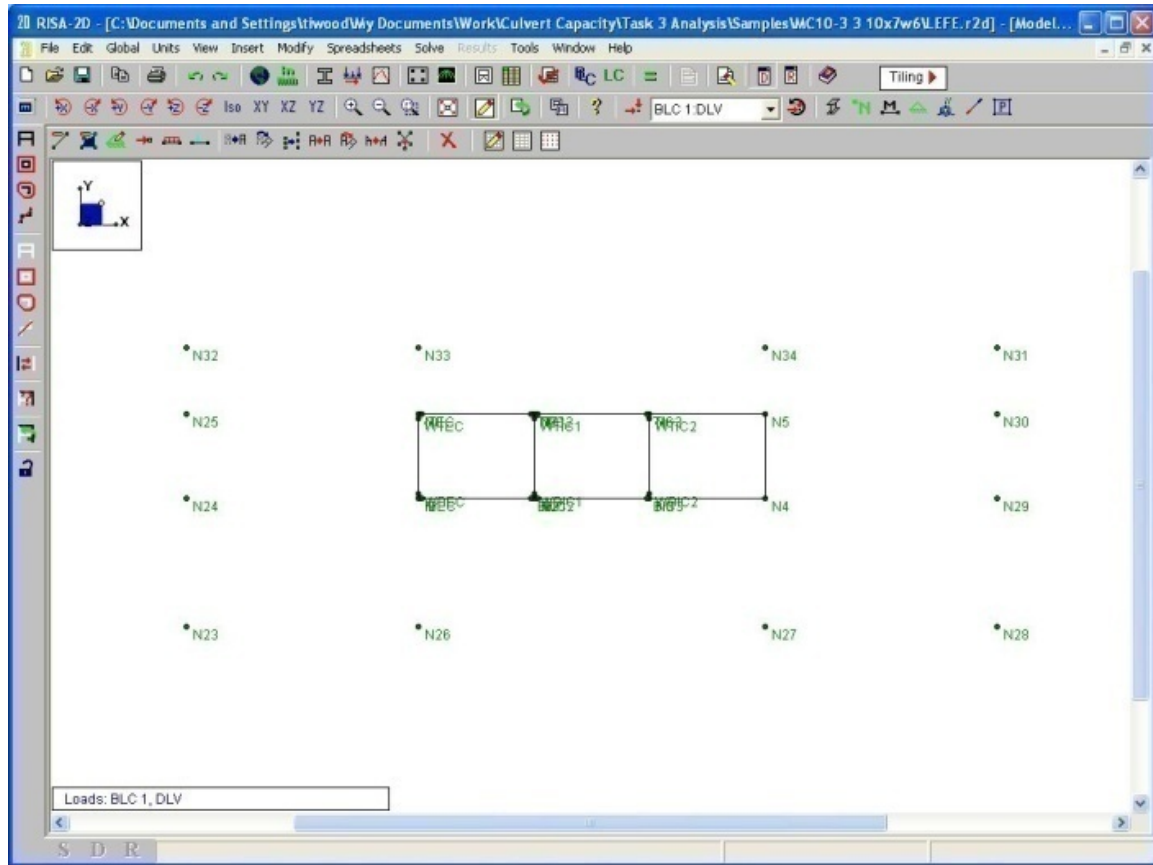 RISA-2D - [C:\Documents and Settings\tiwood\My Documents\Work\Culvert Capacity\Task 3 Analysis\Samples\MC10-3 3 10x7w6\LEFE.r2d] - [Model...
File Edit Global Units View Insert Modify Spreadsheets Solve Results Tools Window Help
LC = Tiling
Iso XY XZ YZ BLC 1:DLV
Y
X
N32 N33 N34 N31
N25 N5 N30
N24 N4 N29
N23 N26 N27 N28
Loads: BLC 1, DLV
S D R